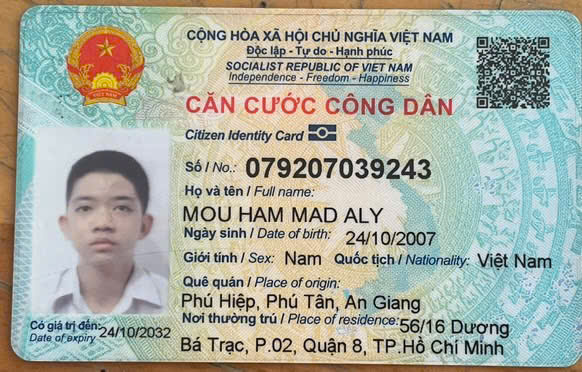 CỘNG HÒA XÃ HỘI CHỦ NGHĨA VIỆT NAM
Độc lập - Tự do - Hạnh phúc
SOCIALIST REPUBLIC OF VIET NAM
Independence - Freedom - Happiness
CĂN CƯỚC CÔNG DÂN
Citizen Identity Card
Số / No.: 079207039243
Họ và tên / Full name:
MOU HAM MAD ALY
Ngày sinh / Date of birth: 24/10/2007
Giới tính / Sex: Nam Quốc tịch / Nationality: Việt Nam
Quê quán / Place of origin:
Phú Hiệp, Phú Tân, An Giang
Nơi thường trú / Place of residence: 56/16 Dương
Bá Trạc, P.02, Quận 8, TP.Hồ Chí Minh
Có giá trị đến: 24/10/2032
Date of expiry